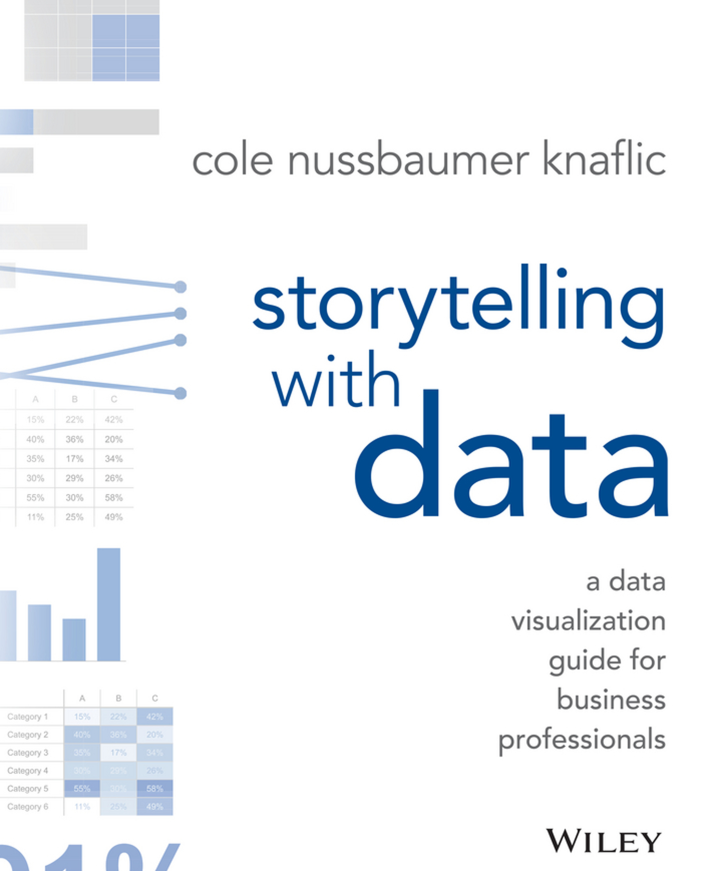 cole nussbaumer knaflic
storytelling
with
data
A B C
15% 22% 42%
40% 36% 20%
35% 17% 34%
30% 29% 26%
55% 30% 58%
11% 25% 49%
a data
visualization
guide for
business
professionals
A B C
Category 1 15% 22% 42%
Category 2 40% 36% 20%
Category 3 35% 17% 34%
Category 4 30% 29% 26%
Category 5 55% 30% 58%
Category 6 11% 25% 49%
WILEY